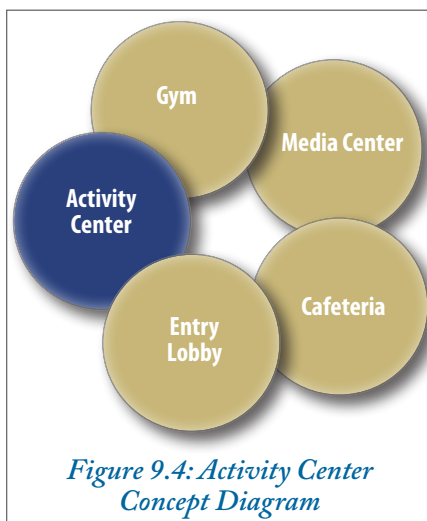 Gym
Media Center
Activity
Center
Cafeteria
Entry
Lobby
Figure 9.4: Activity Center
Concept Diagram